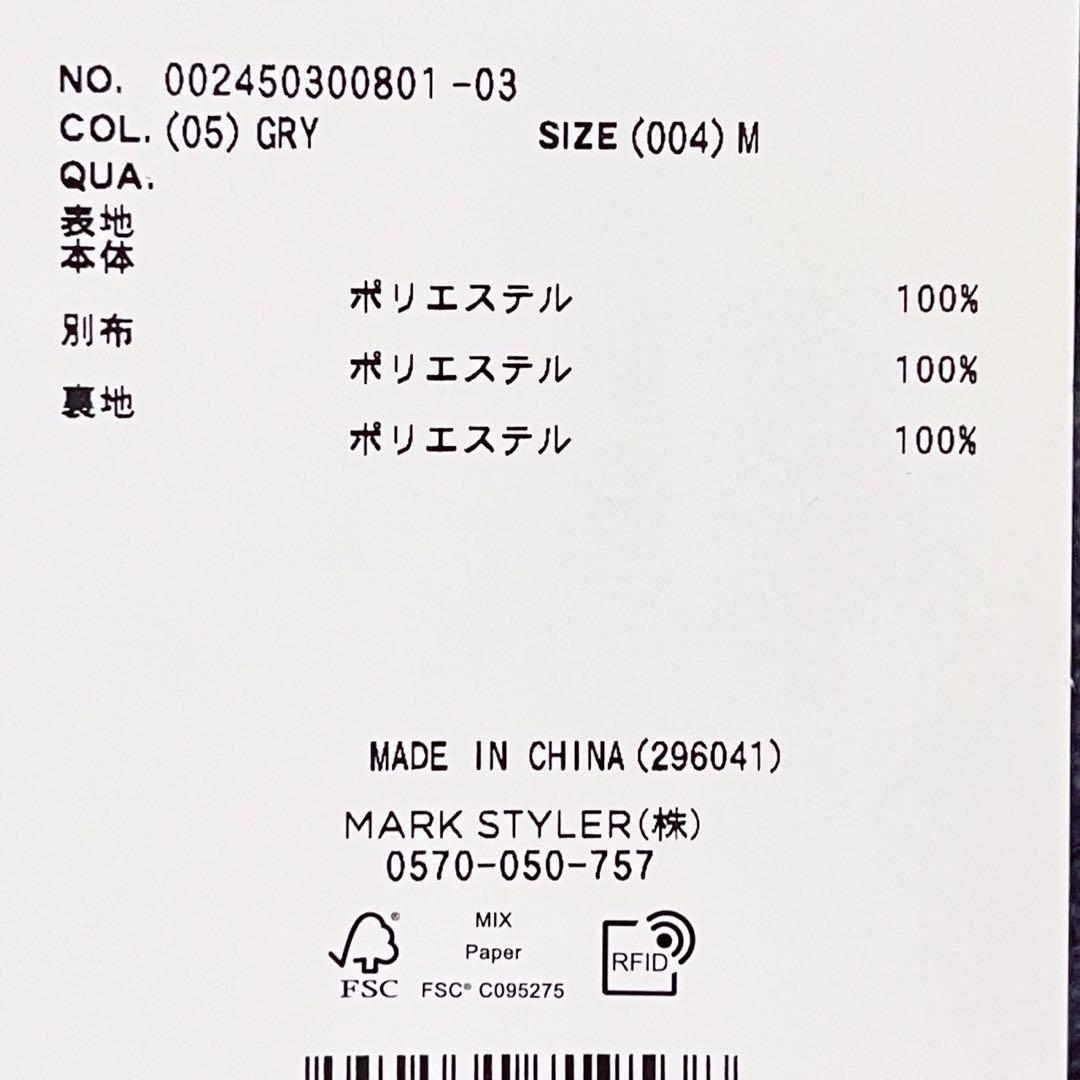 NO. 002450300801-03
COL. (05) GRY SIZE (004) M
QUA.
表地
本体
ポリエステル 100%
別布
ポリエステル 100%
裏地
ポリエステル 100%
MADE IN CHINA (296041)
MARK STYLER(株)
0570-050-757
MIX
Paper
FSC® C095275
FSC®
RFID